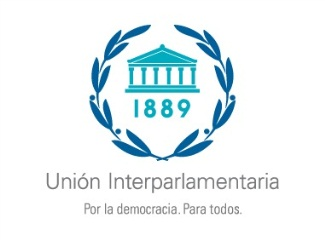 1889
Unión Interparlamentaria
Por la democracia. Para todos.